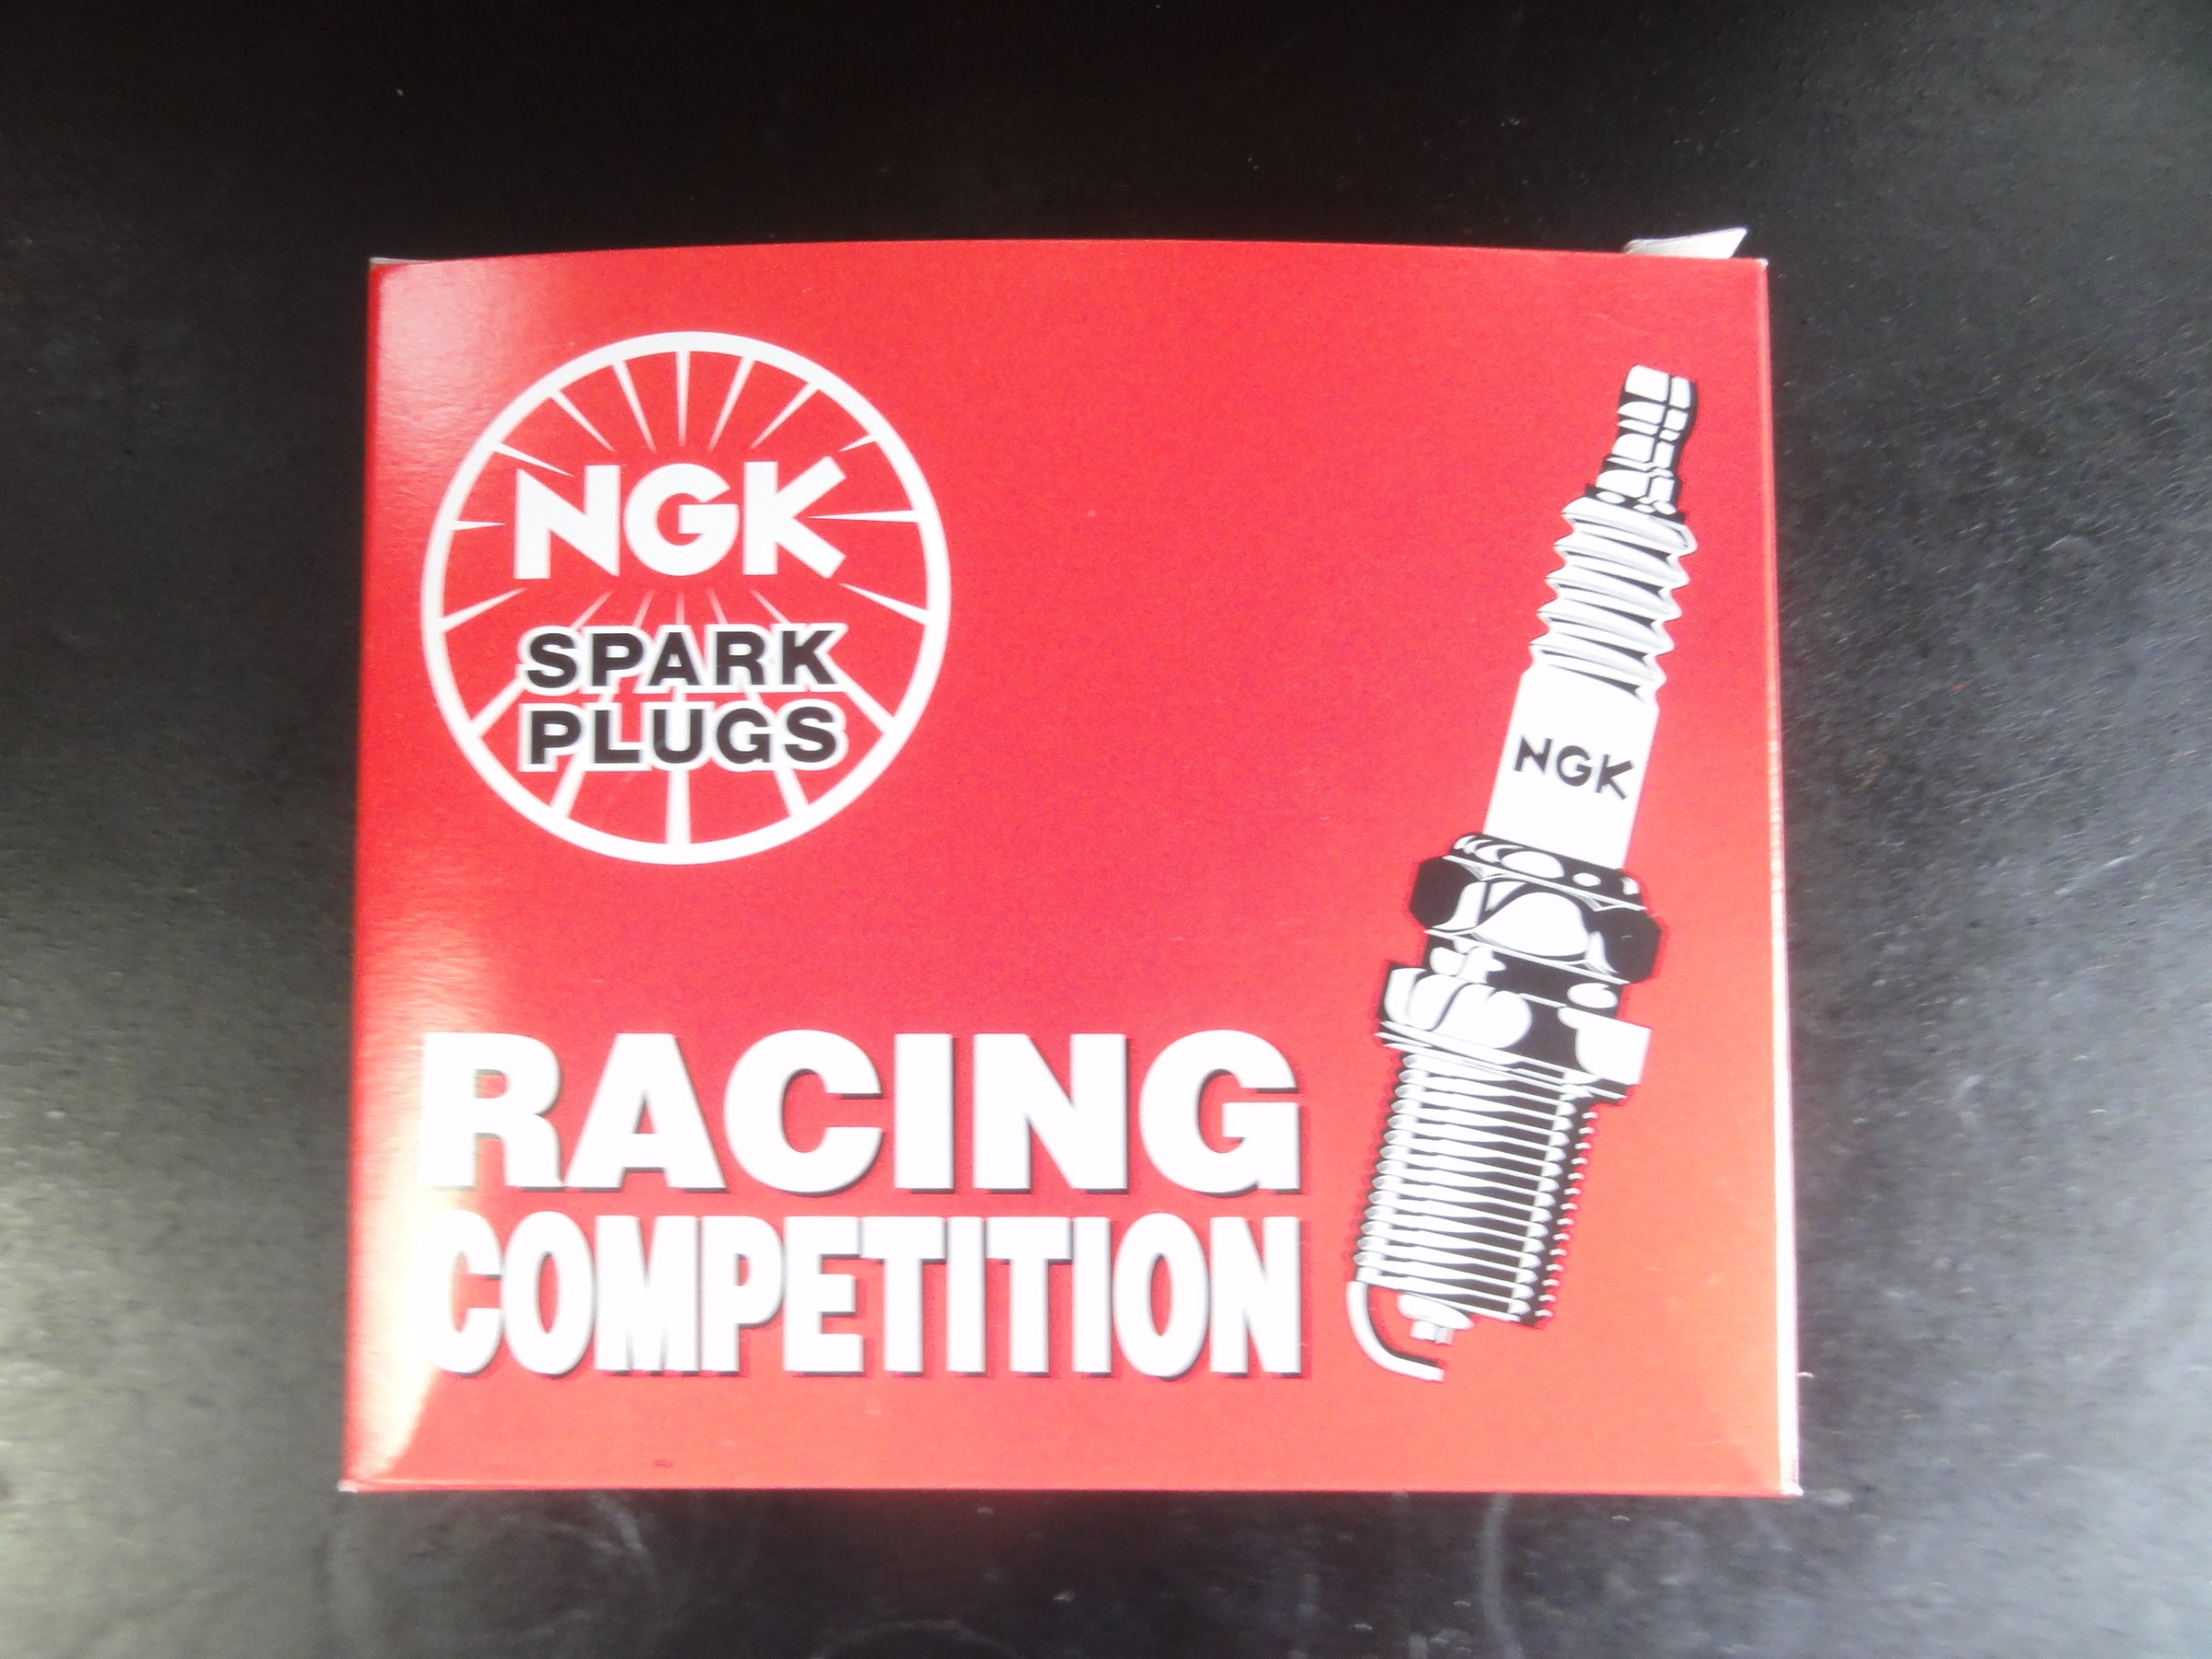 NGK
SPARK
PLUGS
NGK
RACING
COMPETITION